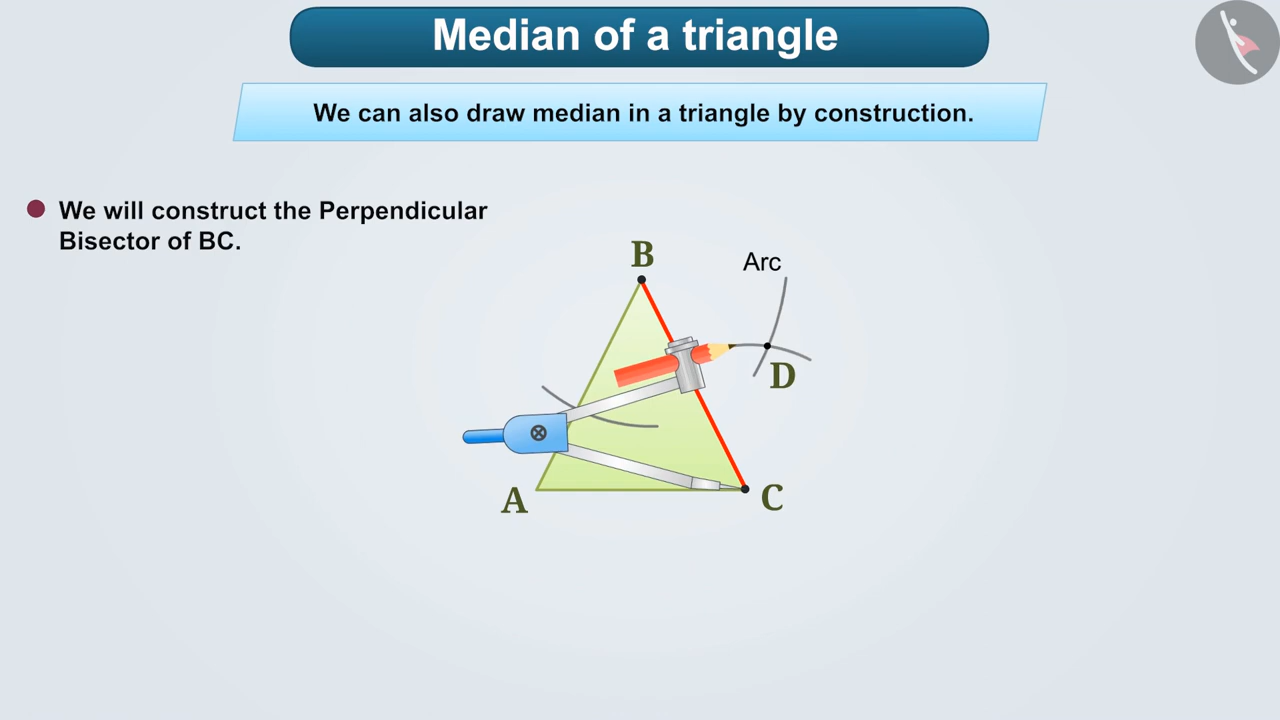 Median of a triangle
We can also draw median in a triangle by construction.
We will construct the Perpendicular
Bisector of BC.
B
Arc
D
A
C